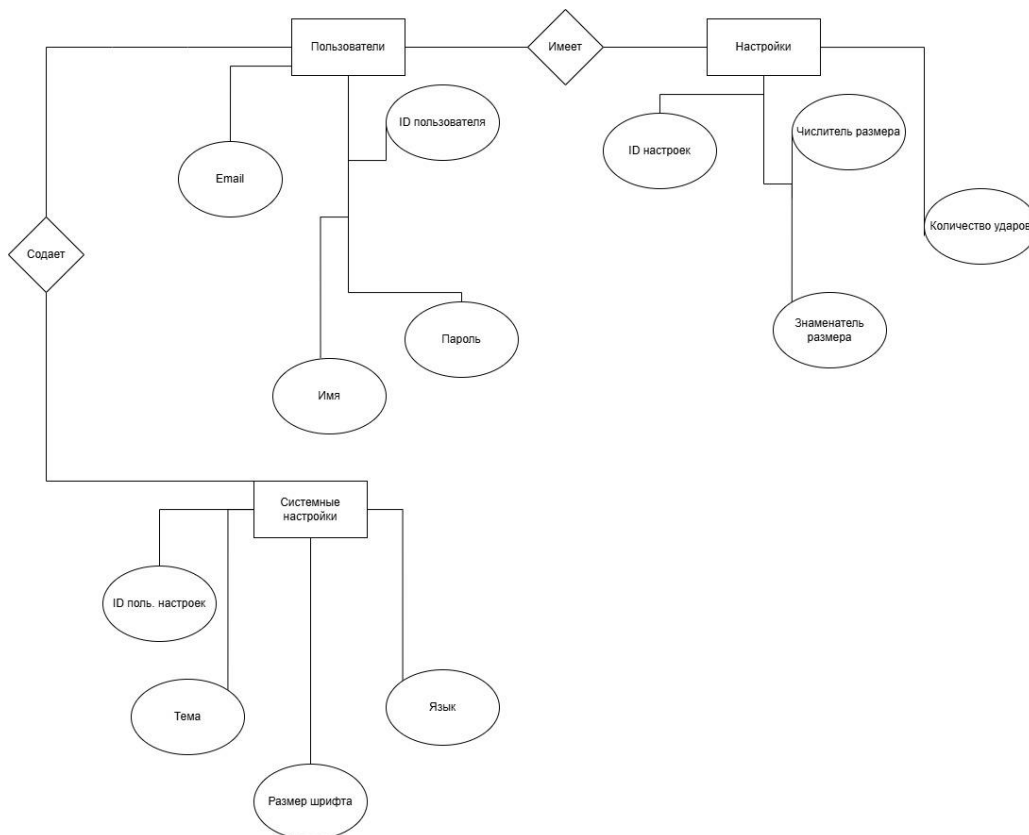 Пользователи
Имеет
Настройки
ID пользователя
Числитель размера
ID настроек
Email
Количество ударов
Содает
Знаменатель
размера
Пароль
Имя
Системные
настройки
ID поль. настроек
Язык
Тема
Размер шрифта